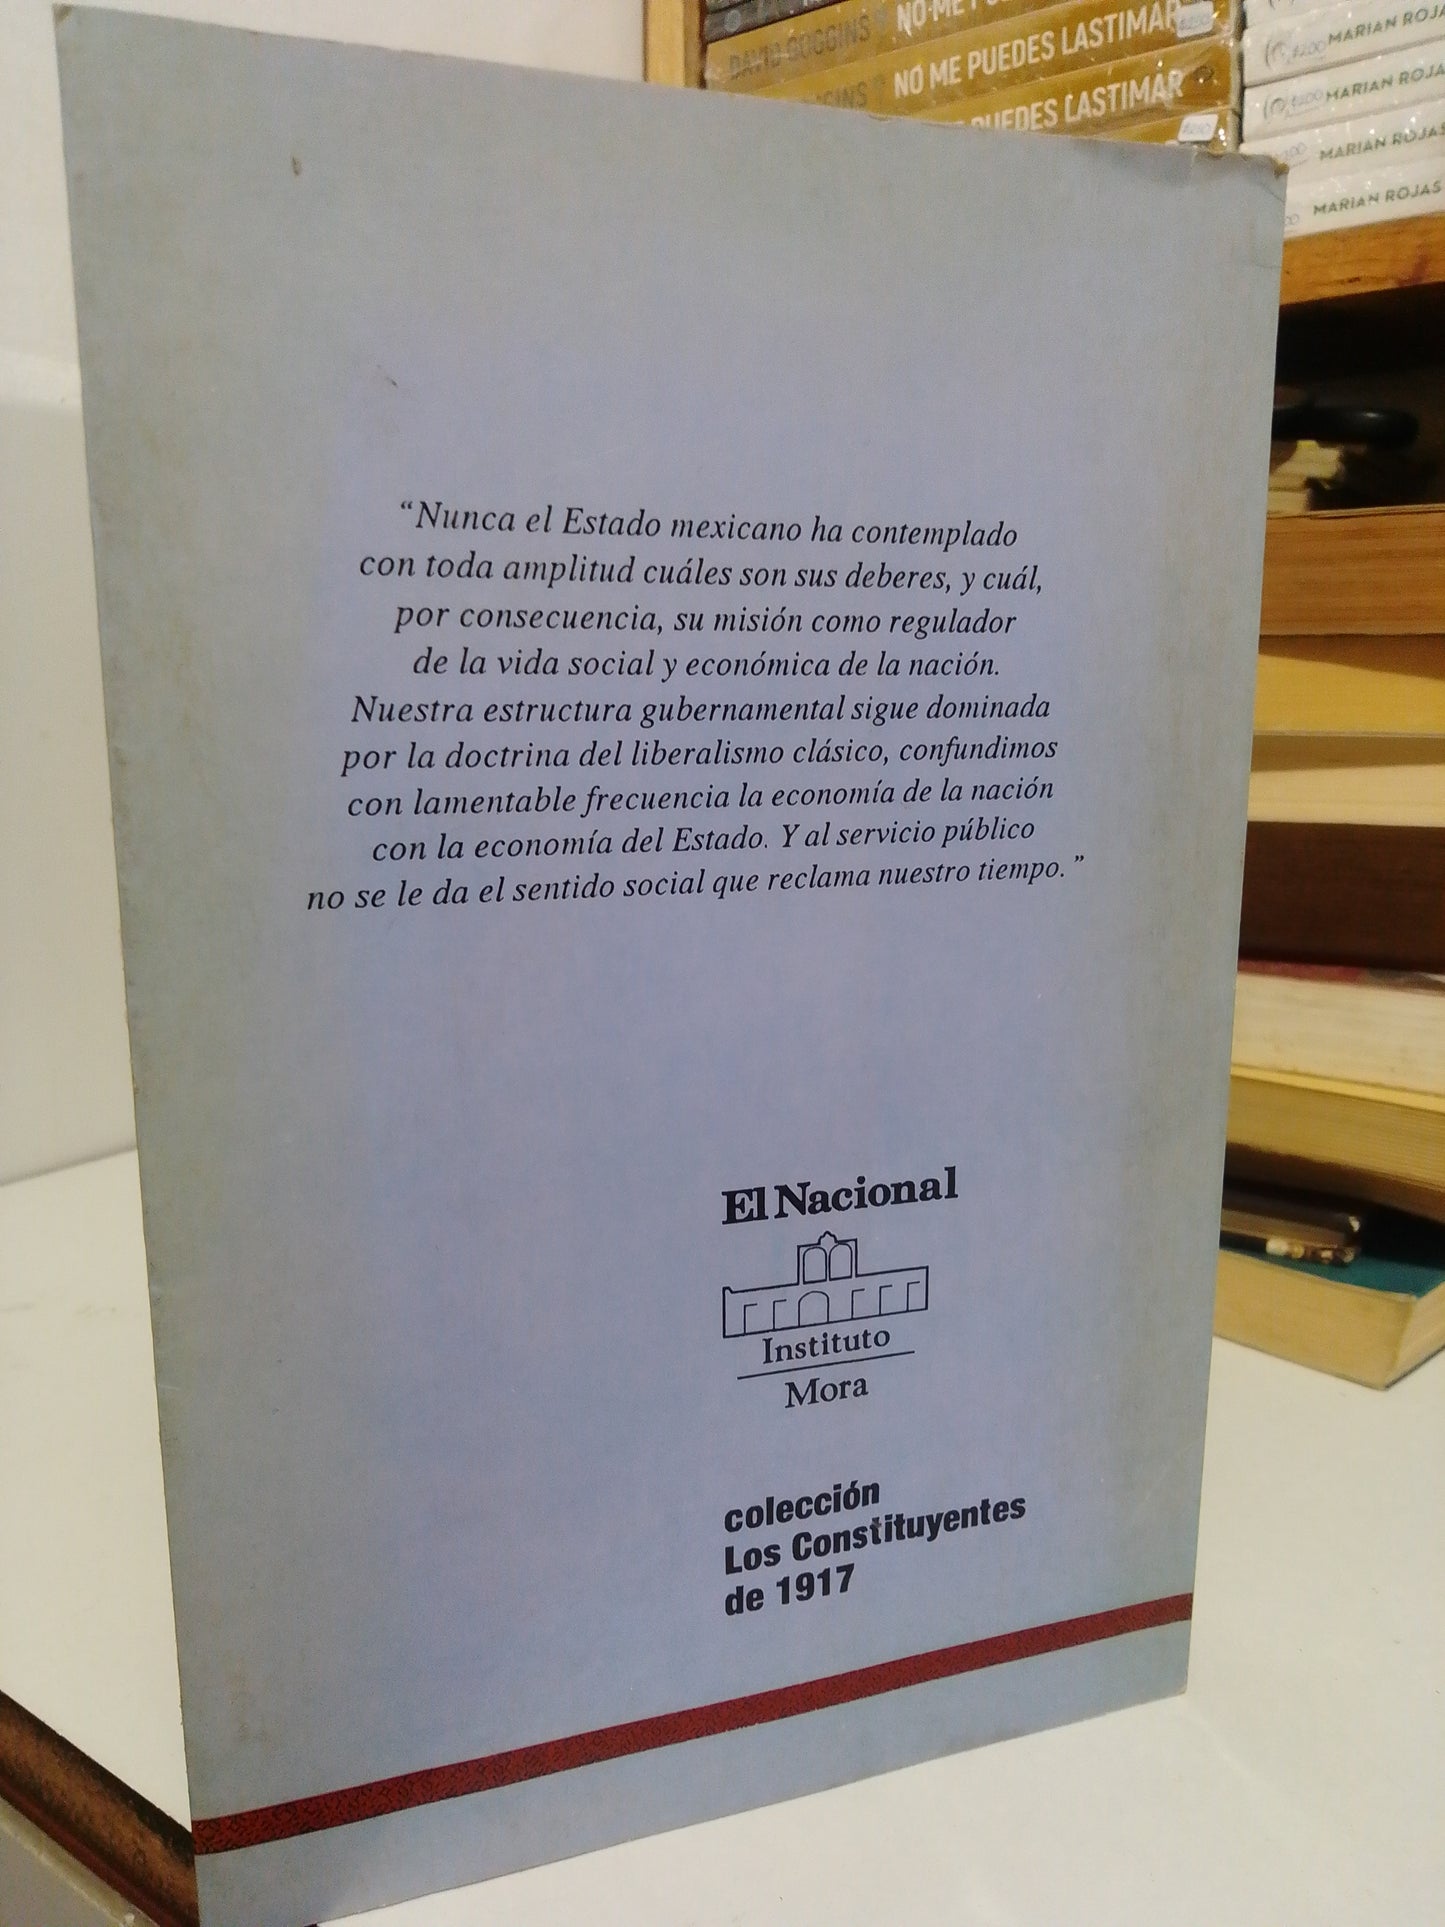 NO ME
DAVID GOGGINS NO ME PUEDES LASTIMAR
PUEDES LASTIMAR
MARIAN ROJAS
MARIAN ROJAS
MARIAN ROJAS
MARIAN ROJAS
“Nunca el Estado mexicano ha contemplado
con toda amplitud cuáles son sus deberes, y cuál,
por consecuencia, su misión como regulador
de la vida social y económica de la nación.
Nuestra estructura gubernamental sigue dominada
por la doctrina del liberalismo clásico, confundimos
con lamentable frecuencia la economía de la nación
con la economía del Estado. Y al servicio público
no se le da el sentido social que reclama nuestro tiempo.”
El Nacional
Instituto
Mora
colección
Los Constituyentes
de 1917